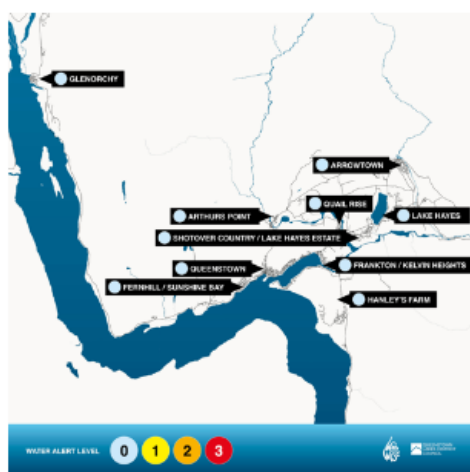 GLENORCHY
ARROWTOWN
QUAIL RISE
ARTHURS POINT
LAKE HAYES
SHOTOVER COUNTRY / LAKE HAYES ESTATE
QUEENSTOWN
FRANKTON / KELVIN HEIGHTS
FERNHILL / SUNSHINE BAY
HANLEY'S FARM
WATER ALERT LEVEL 0 1 2 3